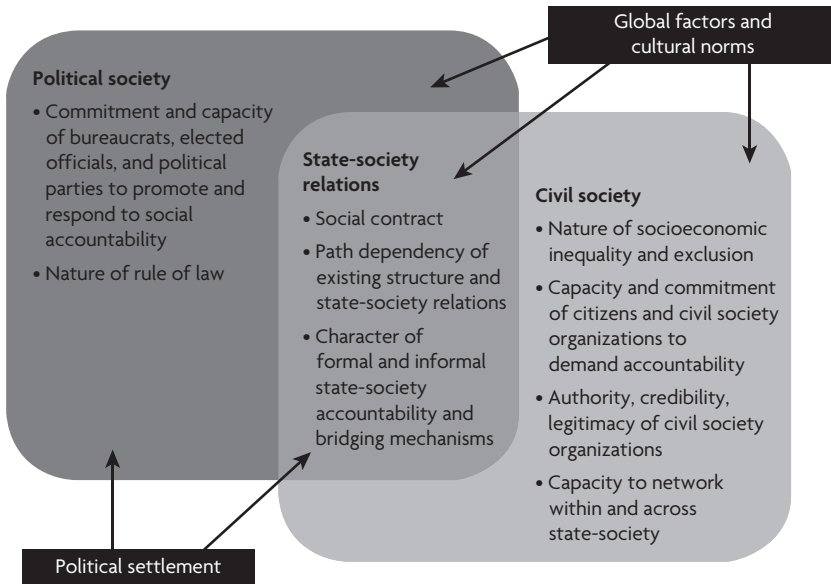 Global factors and
cultural norms
Political society
• Commitment and capacity
of bureaucrats, elected
officials, and political
parties to promote and
respond to social
accountability
• Nature of rule of law
State-society
relations
• Social contract
• Path dependency of
existing structure and
state-society relations
• Character of
formal and informal
state-society
accountability and
bridging mechanisms
Civil society
• Nature of socioeconomic
inequality and exclusion
• Capacity and commitment
of citizens and civil society
organizations to
demand accountability
• Authority, credibility,
legitimacy of civil society
organizations
• Capacity to network
within and across
state-society
Political settlement